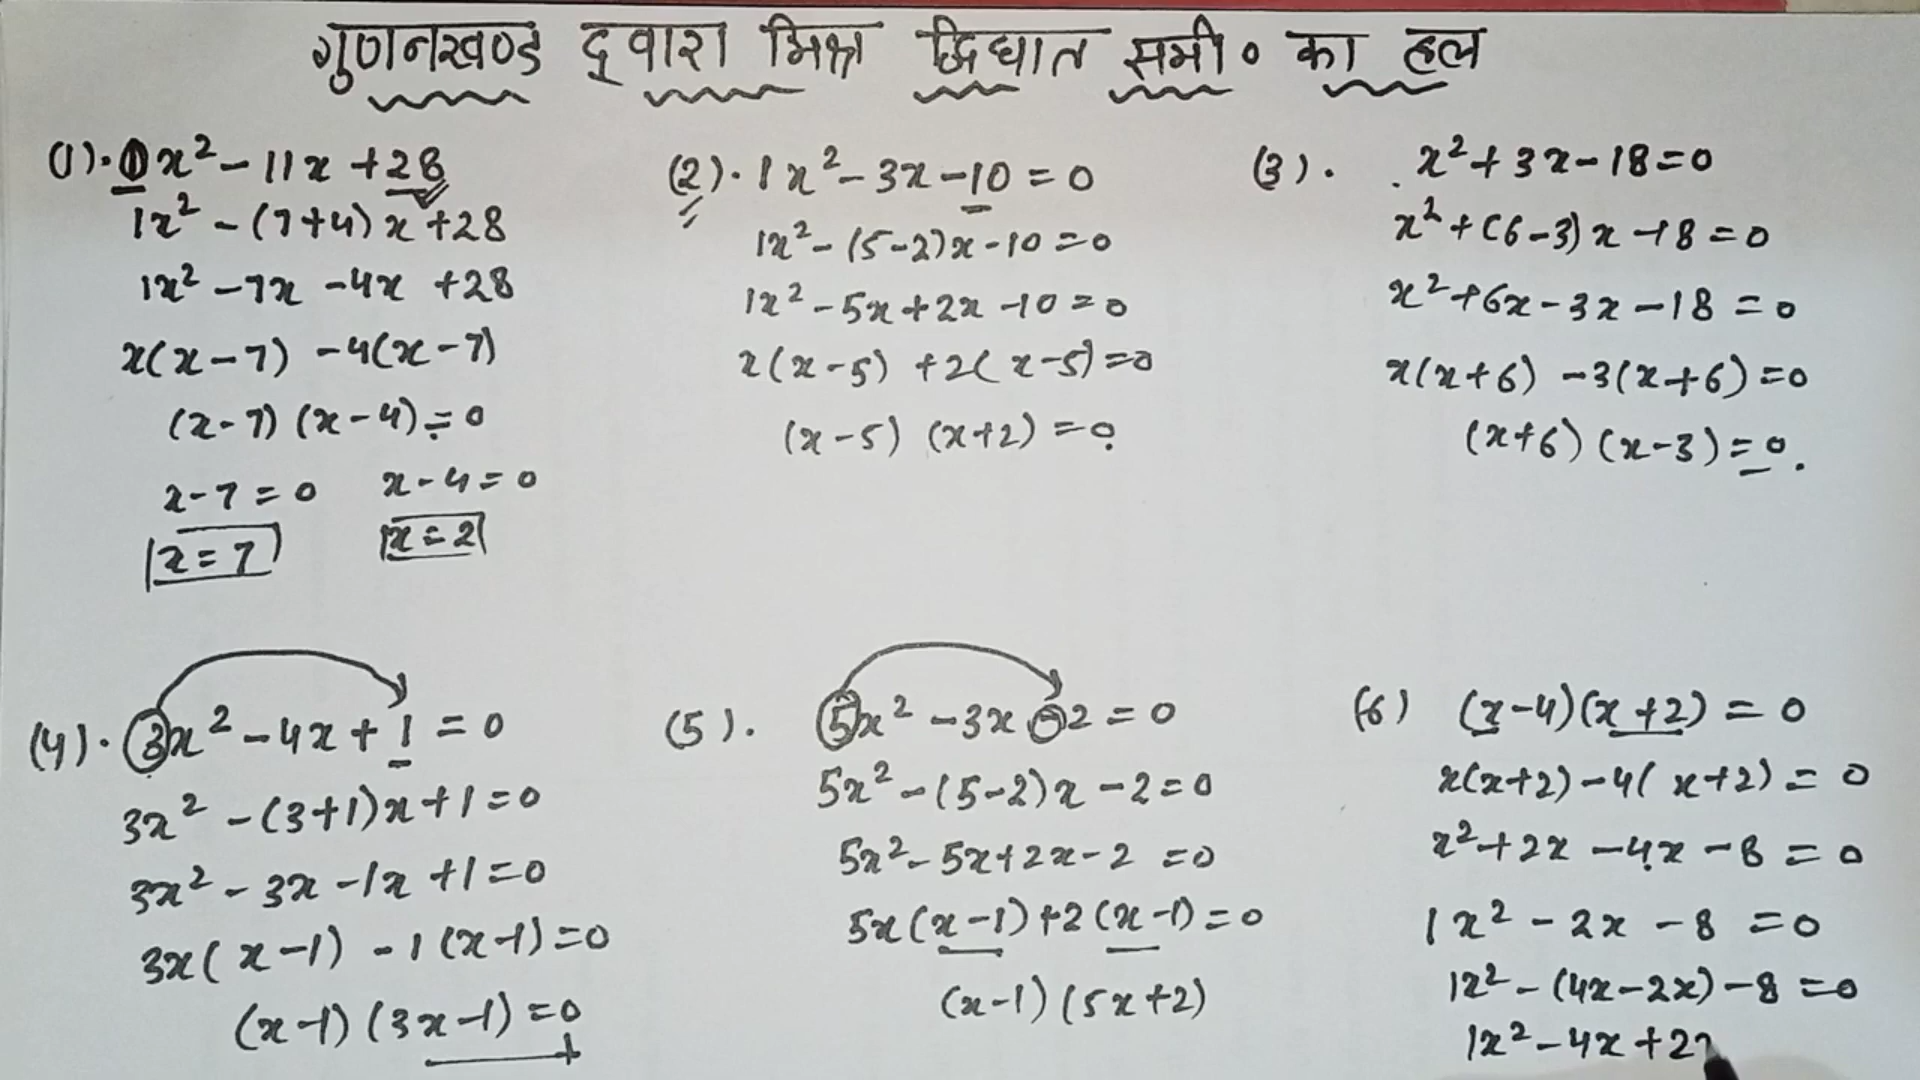 गुणनखण्ड द्वारा भिन्न द्विघात समी० का हल
(1). 1x² - 11x + 28
1x² - (7+4)x + 28
1x² - 7x - 4x + 28
x(x-7) - 4(x-7)
(x-7) (x-4) = 0
x-7 = 0 x-4 = 0
x = 7 x = 2
(2). 1x² - 3x - 10 = 0
1x² - (5-2)x - 10 = 0
1x² - 5x + 2x - 10 = 0
x(x-5) + 2(x-5) = 0
(x-5) (x+2) = 0
(3). x² + 3x - 18 = 0
x² + (6-3)x - 18 = 0
x² + 6x - 3x - 18 = 0
x(x+6) - 3(x+6) = 0
(x+6) (x-3) = 0.
(4). 3x² - 4x + 1 = 0
3x² - (3+1)x + 1 = 0
3x² - 3x - 1x + 1 = 0
3x(x-1) - 1(x-1) = 0
(x-1) (3x-1) = 0
(5). 5x² - 3x - 2 = 0
5x² - (5-2)x - 2 = 0
5x² - 5x + 2x - 2 = 0
5x(x-1) + 2(x-1) = 0
(x-1) (5x+2)
(6) (x-4)(x+2) = 0
x(x+2) - 4(x+2) = 0
x² + 2x - 4x - 8 = 0
1x² - 2x - 8 = 0
1x² - (4x-2x) - 8 = 0
1x² - 4x + 2x